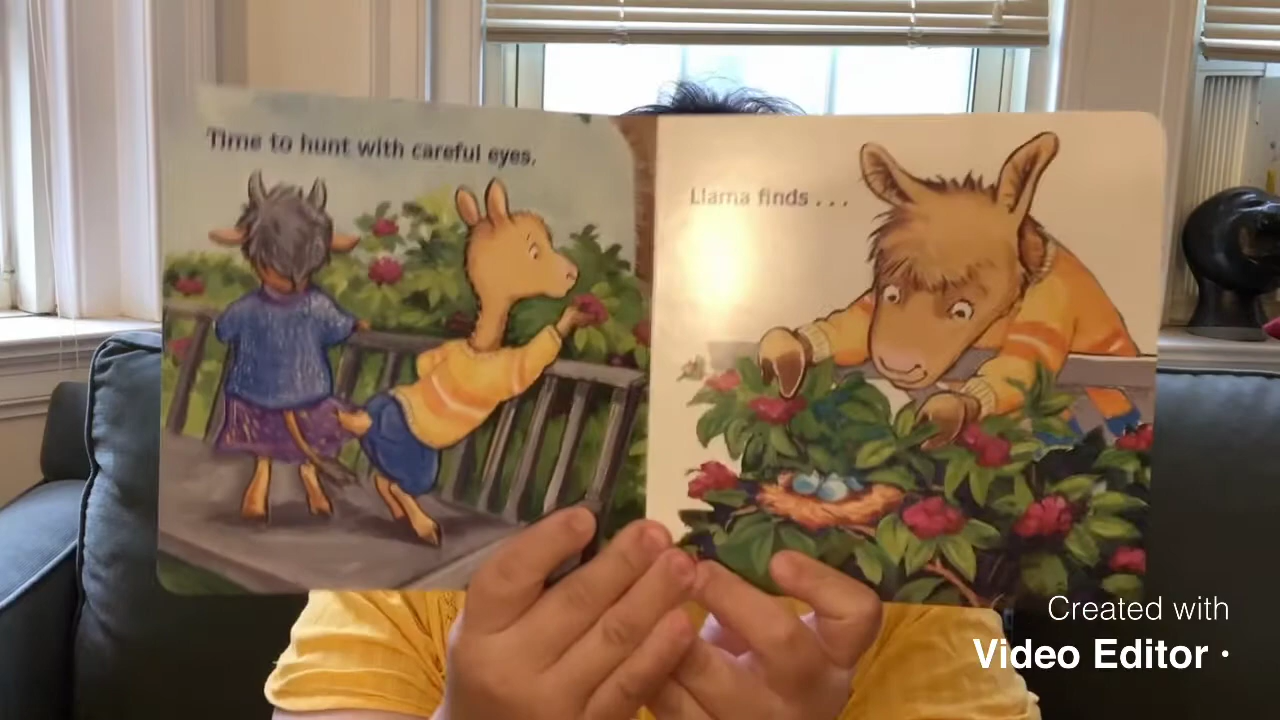 Time to hunt with careful eyes.
Llama finds . . .
Created with
Video Editor